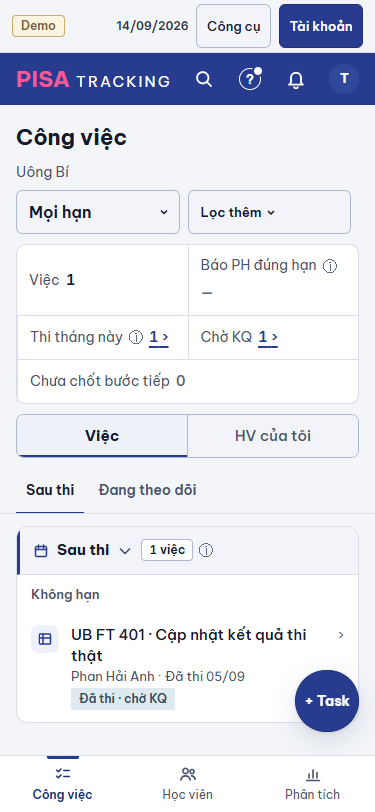 Demo
14/09/2026
Công cụ
Tài khoản
PISA TRACKING
?
T
Công việc
Uông Bí
Mọi hạn
Lọc thêm
Việc 1
Báo PH đúng hạn
—
Thi tháng này 1 >
Chờ KQ 1 >
Chưa chốt bước tiếp 0
Việc
HV của tôi
Sau thi
Đang theo dõi
Sau thi
1 việc
Không hạn
UB FT 401 · Cập nhật kết quả thi
thật
Phan Hải Anh · Đã thi 05/09
Đã thi · chờ KQ
+ Task
Công việc
Học viên
Phân tích